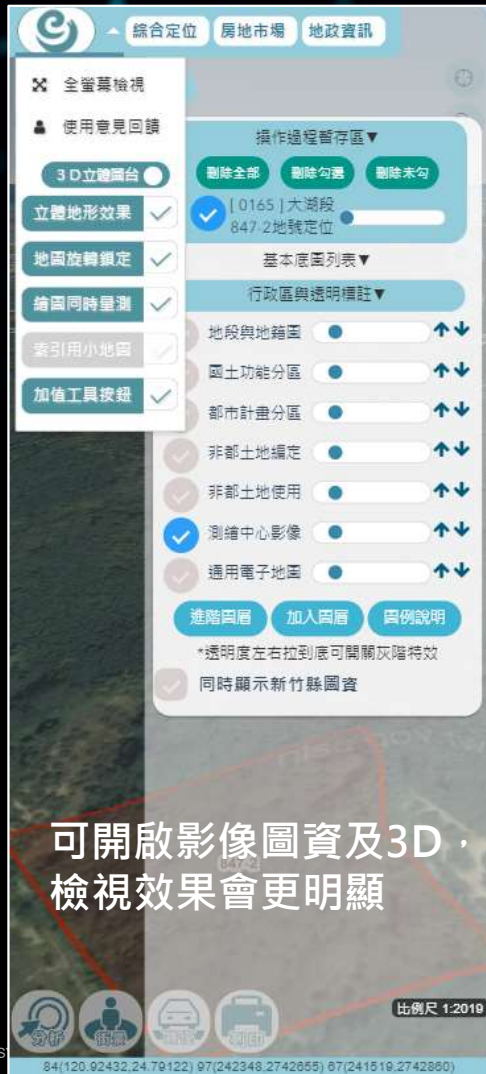 綜合定位 房地市場 地政資訊
全螢幕檢視
使用意見回饋
3D立體圖台
立體地形效果
地圖旋轉鎖定
繪圖同時量測
索引用小地圖
加值工具按鈕
操作過程暫存區▼
刪除全部 刪除勾選 刪除未勾
[0165]大湖段
847-2地號定位
基本底圖列表▼
行政區與透明標註▼
地段與地籍圖
國土功能分區
都市計畫分區
非都土地編定
非都土地使用
測繪中心影像
通用電子地圖
進階圖層 加入圖層 圖例說明
*透明度左右拉到底可開關灰階特效
同時顯示新竹縣圖資
847-2
可開啟影像圖資及3D，
檢視效果會更明顯
分析 街景 列印
比例尺 1:2019
84(120.92432,24.79122) 97(242348.2742655) 67(241519.2742860)